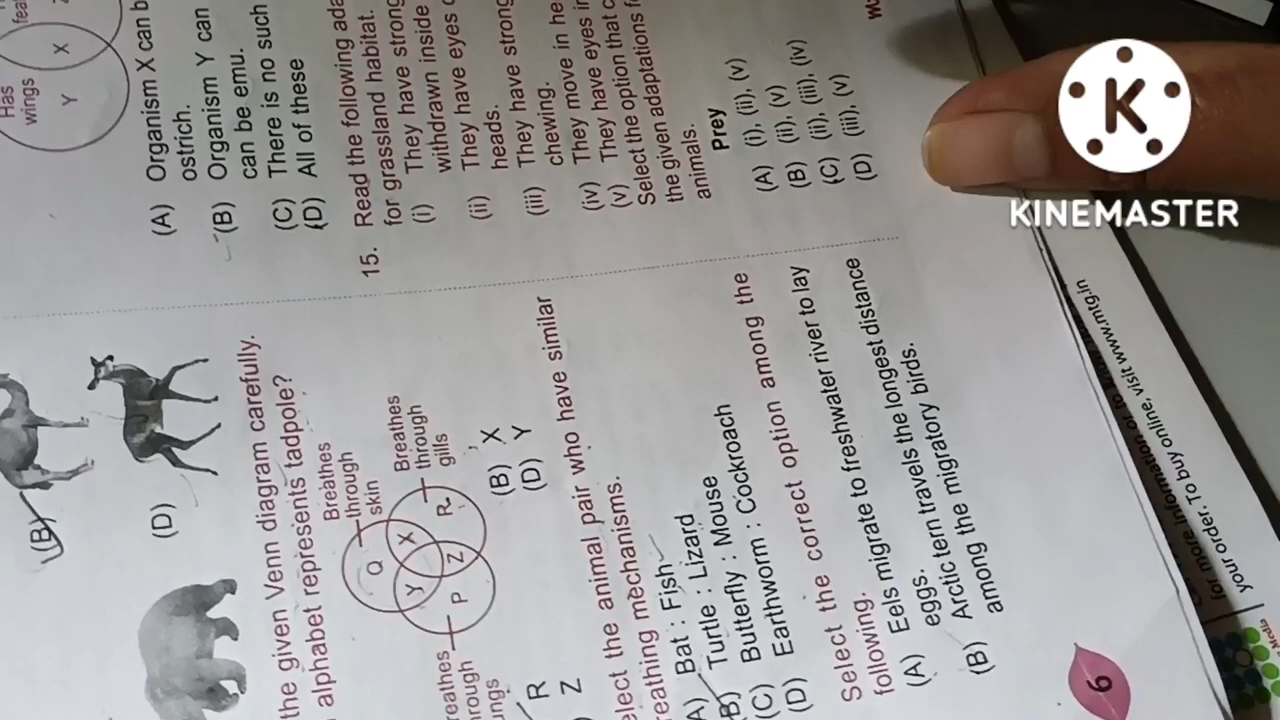 (B)
(D)
the given Venn diagram carefully.
alphabet represents tadpole?
Breathes
through
skin
Breathes
through
gills
Q
Y
X
P
Z
R
R
(B) X
Z
(D) Y
the animal pair who have similar
mechanisms.
Bat : Fish
Turtle : Lizard
(C) Butterfly : Mouse
(D) Earthworm : Cockroach
Select the correct option among the
following.
(A) Eels migrate to freshwater river to lay
eggs.
(B) Arctic tern travels the longest distance
among the migratory birds.
6
Has
wings
Y
X
(A) Organism X can b
ostrich.
(B) Organism Y can
can be emu.
(C) There is no such
(D) All of these
15. Read the following ada
for grassland habitat.
(i) They have strong
withdrawn inside
(ii) They have eyes
heads.
(iii) They have strong
chewing.
(iv) They move in he
(v) They have eyes in
They option that
Select the option
the given adaptations
animals.
Prey
(A) (i), (ii), (v)
(B) (ii), (v)
(C) (ii), (iii), (iv)
(D) (iii), (v)
your order. To buy online, visit www.mtg.in
KINEMASTER